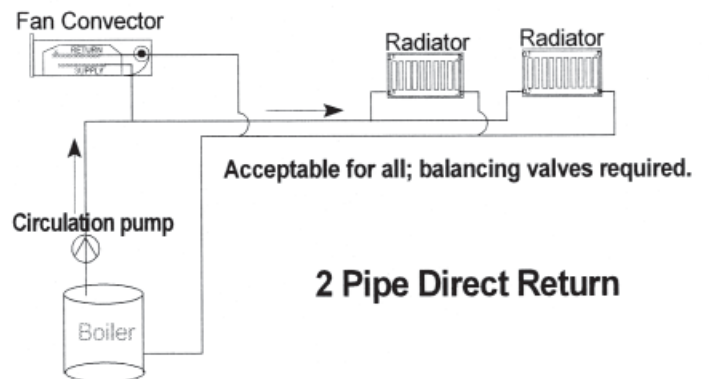 Fan Convector
RETURN
SUPPLY
Radiator
Radiator
Acceptable for all; balancing valves required.
Circulation pump
2 Pipe Direct Return
Boiler